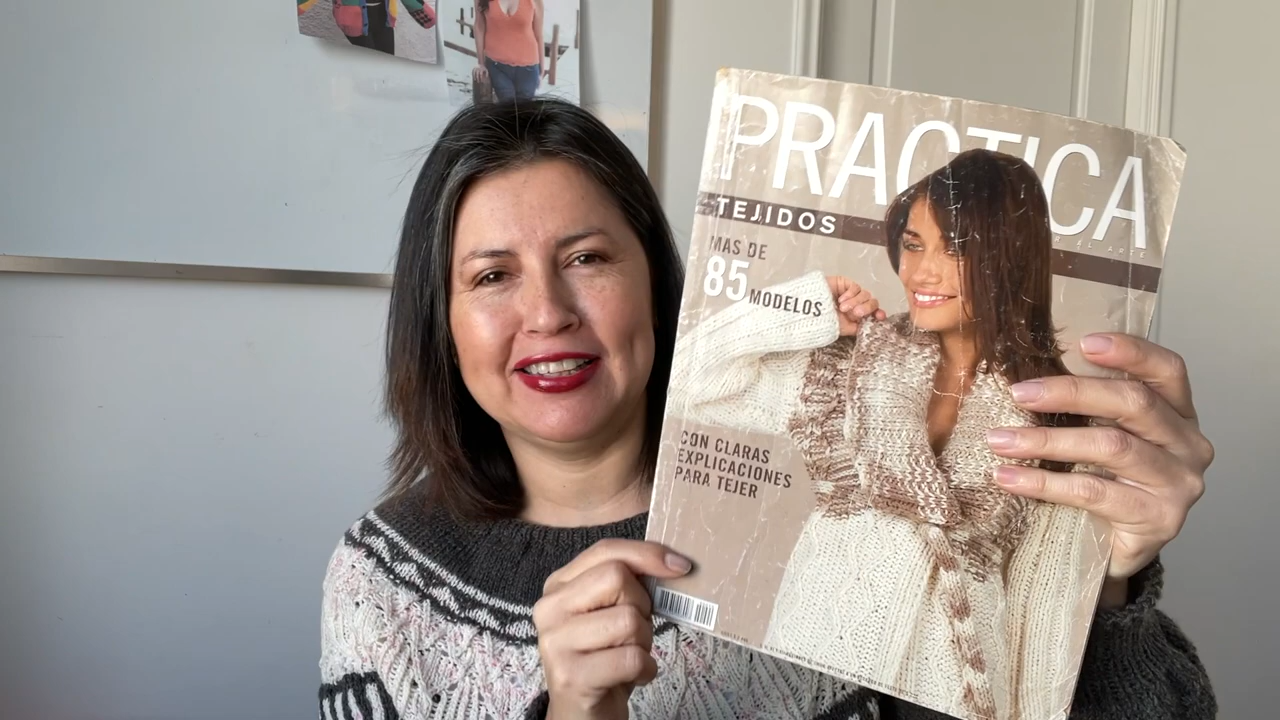 PRACTICA
TEJIDOS
MAS DE
85 MODELOS
CON CLARAS
EXPLICACIONES
PARA TEJER